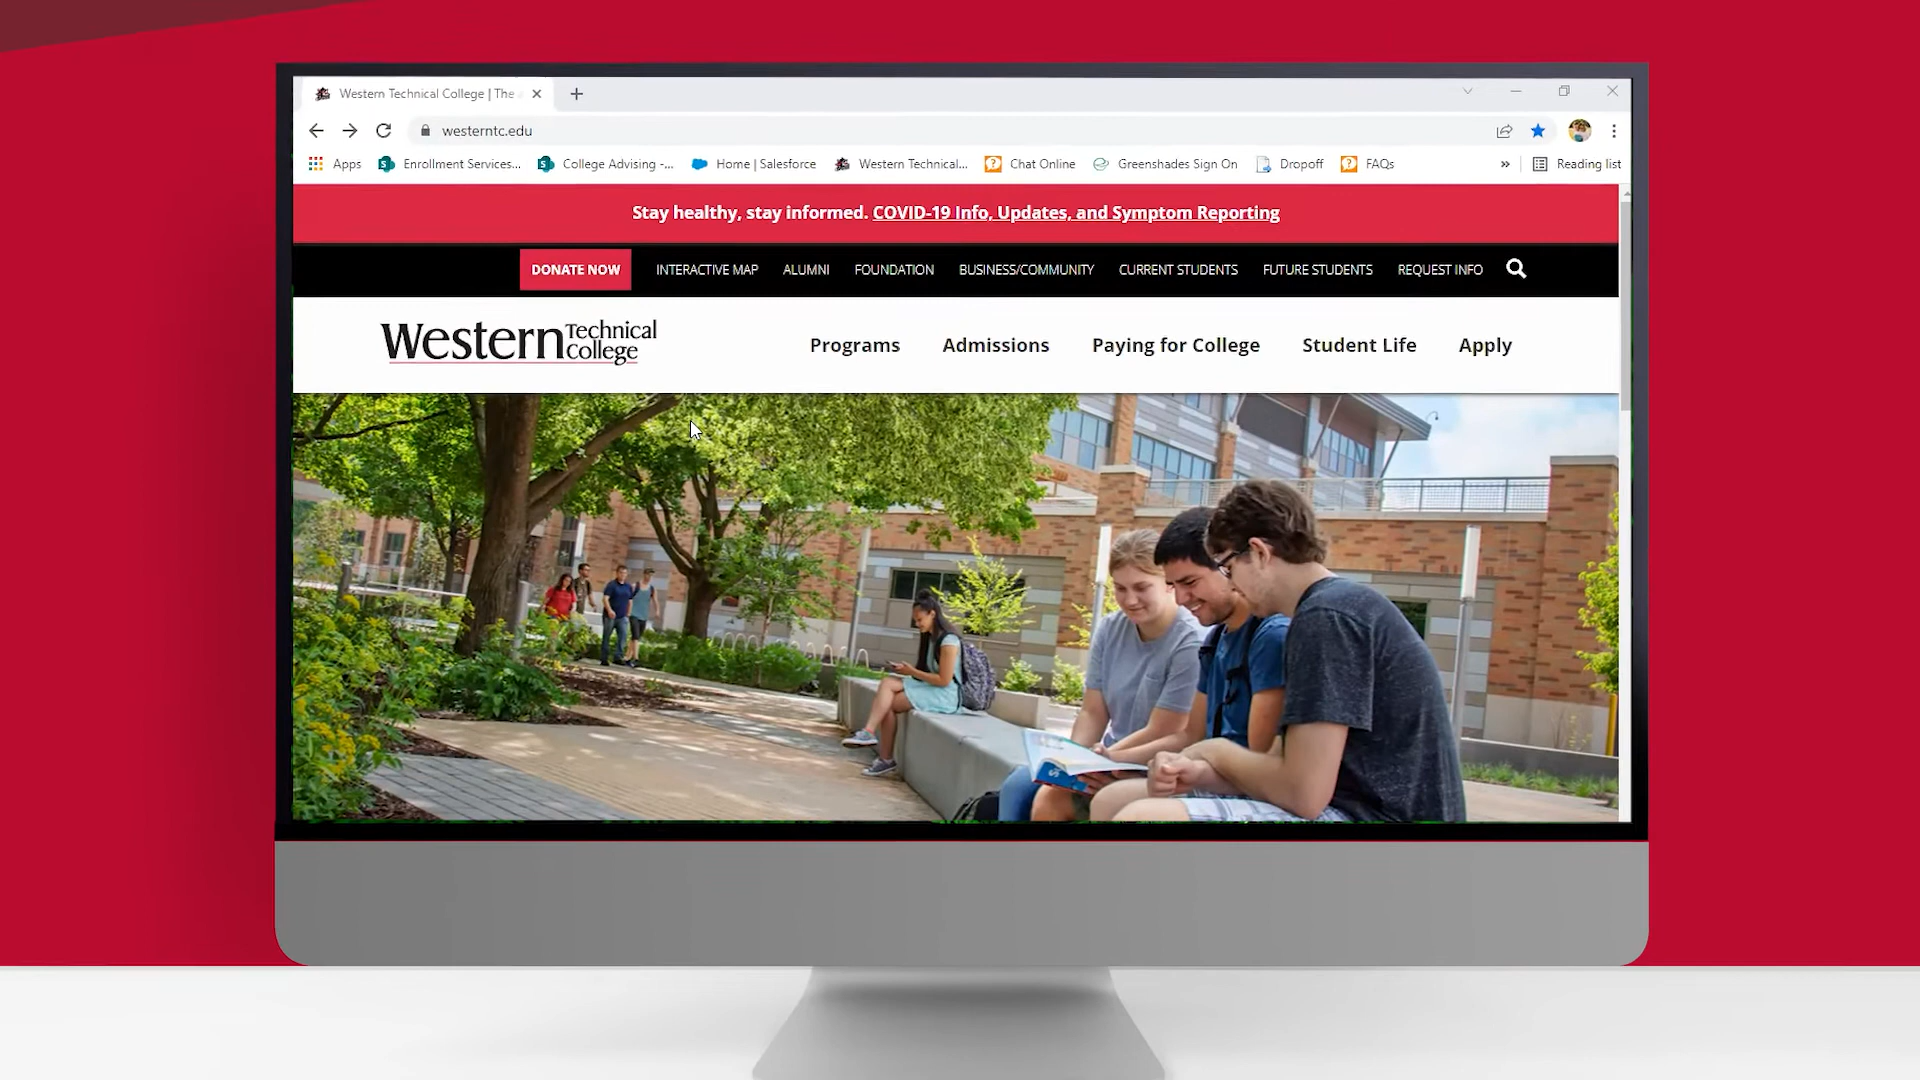 Western Technical College | The
westerntc.edu
Apps Enrollment Services... College Advising -... Home | Salesforce Western Technical... Chat Online Greenshades Sign On Dropoff FAQs » Reading list
Stay healthy, stay informed. COVID-19 Info, Updates, and Symptom Reporting
DONATE NOW INTERACTIVE MAP ALUMNI FOUNDATION BUSINESS/COMMUNITY CURRENT STUDENTS FUTURE STUDENTS REQUEST INFO
Western Technical College
Programs Admissions Paying for College Student Life Apply